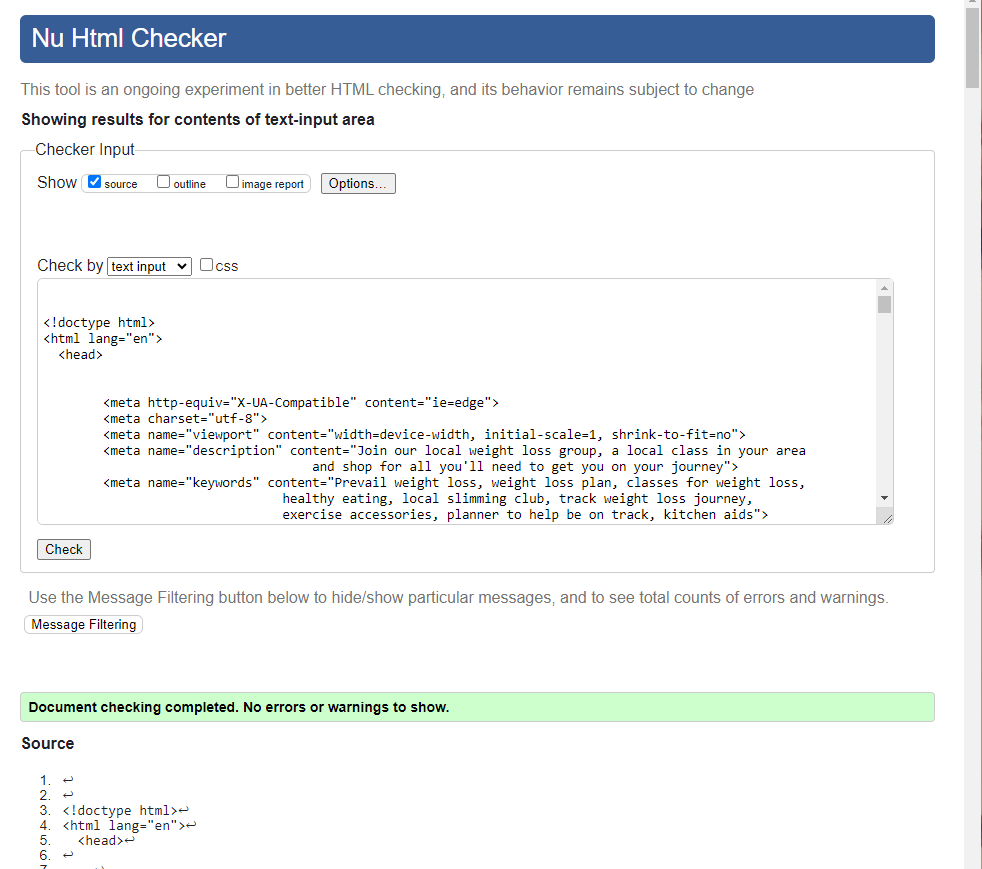 Nu Html Checker
This tool is an ongoing experiment in better HTML checking, and its behavior remains subject to change
Showing results for contents of text-input area
Checker Input
Show source outline image report Options...
Check by text input css
<!doctype html>
<html lang="en">
<head>
<meta http-equiv="X-UA-Compatible" content="ie=edge">
<meta charset="utf-8">
<meta name="viewport" content="width=device-width, initial-scale=1, shrink-to-fit=no">
<meta name="description" content="Join our local weight loss group, a local class in your area
and shop for all you'll need to get you on your journey">
<meta name="keywords" content="Prevail weight loss, weight loss plan, classes for weight loss,
healthy eating, local slimming club, track weight loss journey,
exercise accessories, planner to help be on track, kitchen aids">
Check
Use the Message Filtering button below to hide/show particular messages, and to see total counts of errors and warnings.
Message Filtering
Document checking completed. No errors or warnings to show.
Source
1. ↩
2. ↩
3. <!doctype html>↩
4. <html lang="en">↩
5. <head>↩
6. ↩